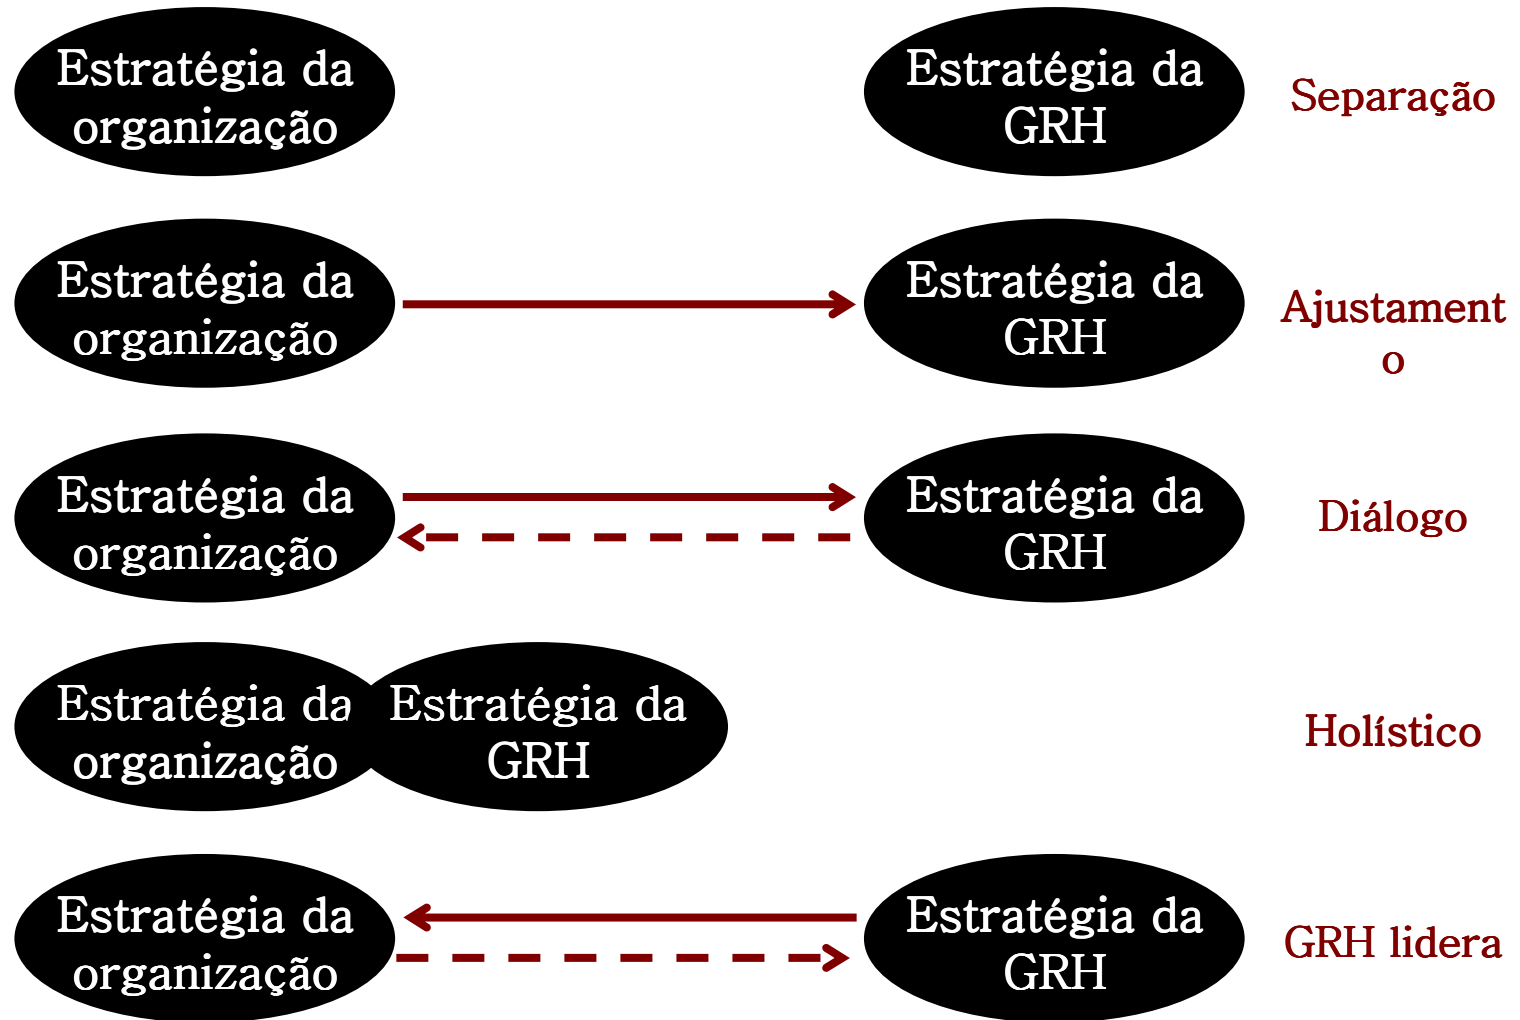 Estratégia da
organização
Estratégia da
GRH
Separação
Estratégia da
organização
Estratégia da
GRH
Ajustament
o
Estratégia da
organização
Estratégia da
GRH
Diálogo
Estratégia da
organização
Estratégia da
GRH
Holístico
Estratégia da
organização
Estratégia da
GRH
GRH lidera